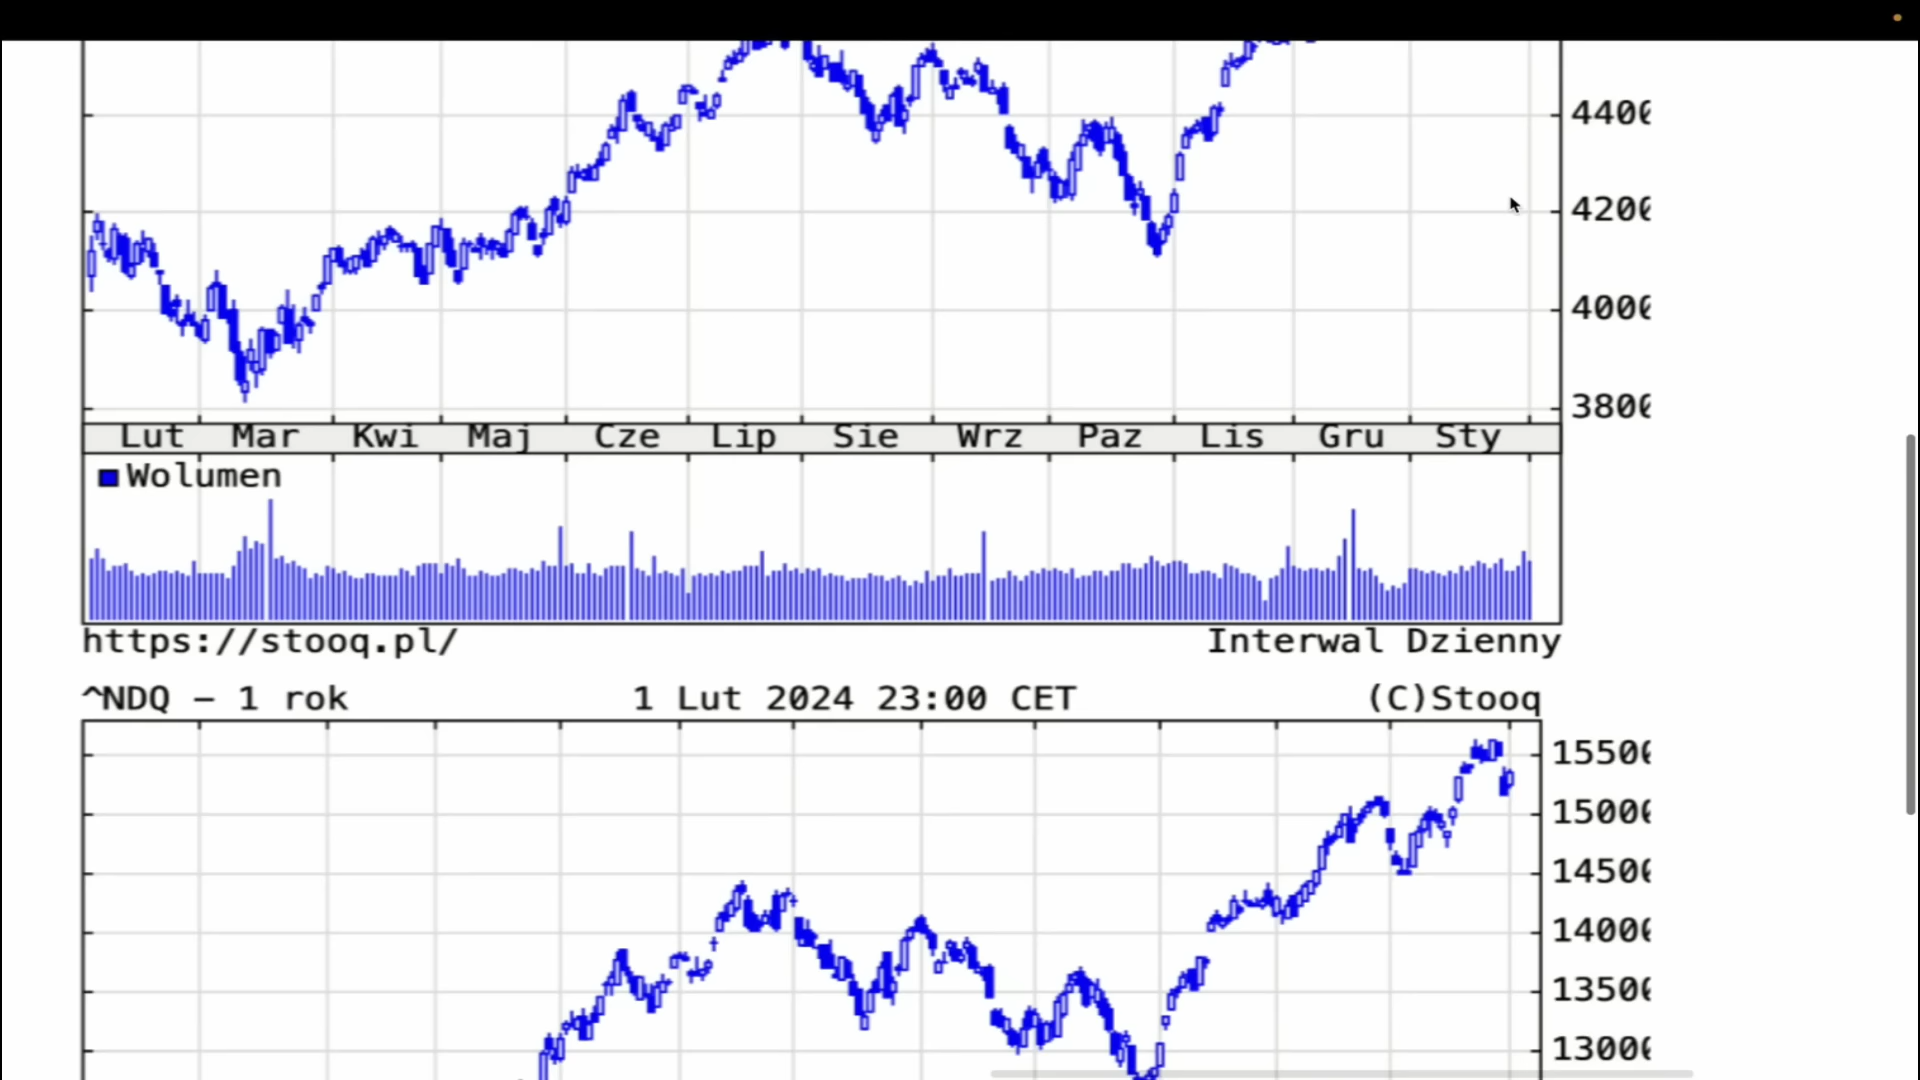 4400
4200
4000
3800
Lut Mar Kwi Maj Cze Lip Sie Wrz Paz Lis Gru Sty
Wolumen
https://stooq.pl/ Interwal Dzienny
^NDQ – 1 rok 1 Lut 2024 23:00 CET (C)Stooq
15500
15000
14500
14000
13500
13000